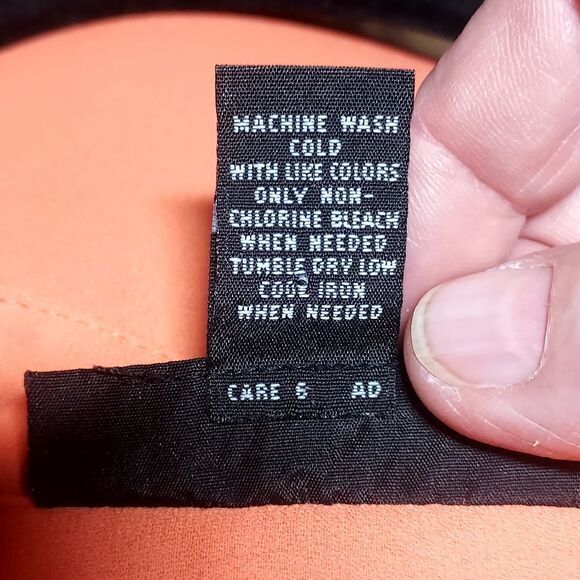 MACHINE WASH
COLD
WITH LIKE COLORS
ONLY NON-
CHLORINE BLEACH
WHEN NEEDED
TUMBLE DRY LOW
COOL IRON
WHEN NEEDED
CARE 6 AD